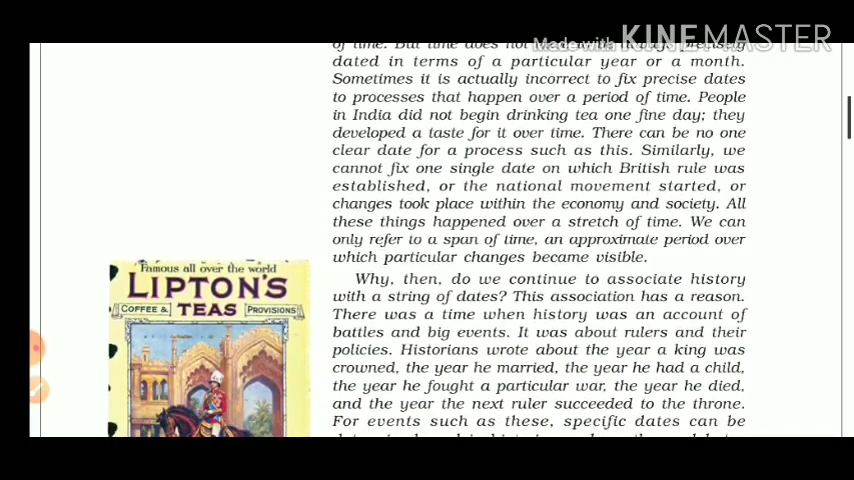 Made with KINEMASTER
of time. But time does not
dated in terms of a particular year or a month.
Sometimes it is actually incorrect to fix precise dates
to processes that happen over a period of time. People
in India did not begin drinking tea one fine day; they
developed a taste for it over time. There can be no one
clear date for a process such as this. Similarly, we
cannot fix one single date on which British rule was
established, or the national movement started, or
changes took place within the economy and society. All
these things happened over a stretch of time. We can
only refer to a span of time, an approximate period over
which particular changes became visible.
Famous all over the world
LIPTON'S
COFFEE & TEAS PROVISIONS
Why, then, do we continue to associate history
with a string of dates? This association has a reason.
There was a time when history was an account of
battles and big events. It was about rulers and their
policies. Historians wrote about the year a king was
crowned, the year he married, the year he had a child,
the year he fought a particular war, the year he died,
and the year the next ruler succeeded to the throne.
For events such as these, specific dates can be